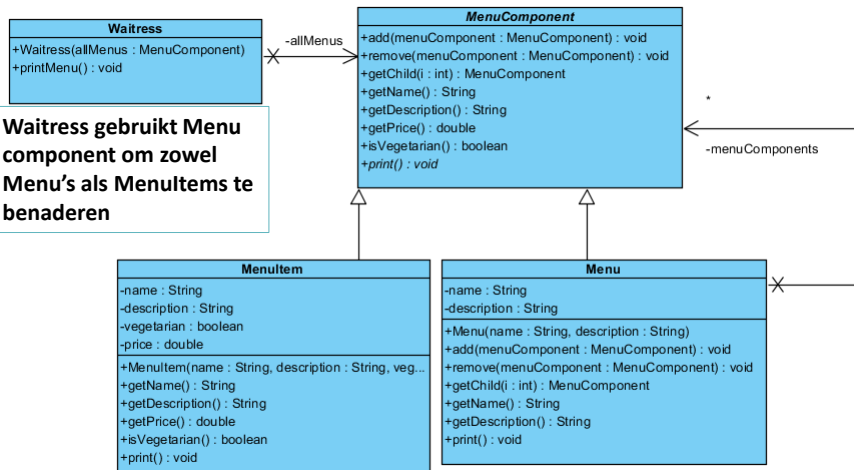 Waitress
+Waitress(allMenus : MenuComponent)
+printMenu() : void
-allMenus
MenuComponent
+add(menuComponent : MenuComponent) : void
+remove(menuComponent : MenuComponent) : void
+getChild(i : int) : MenuComponent
+getName() : String
+getDescription() : String
+getPrice() : double
+isVegetarian() : boolean
+print() : void
*
-menuComponents
Waitress gebruikt Menu
component om zowel
Menu’s als MenuItems te
benaderen
MenuItem
-name : String
-description : String
-vegetarian : boolean
-price : double
+MenuItem(name : String, description : String, veg...
+getName() : String
+getDescription() : String
+getPrice() : double
+isVegetarian() : boolean
+print() : void
Menu
-name : String
-description : String
+Menu(name : String, description : String)
+add(menuComponent : MenuComponent) : void
+remove(menuComponent : MenuComponent) : void
+getChild(i : int) : MenuComponent
+getName() : String
+getDescription() : String
+print() : void